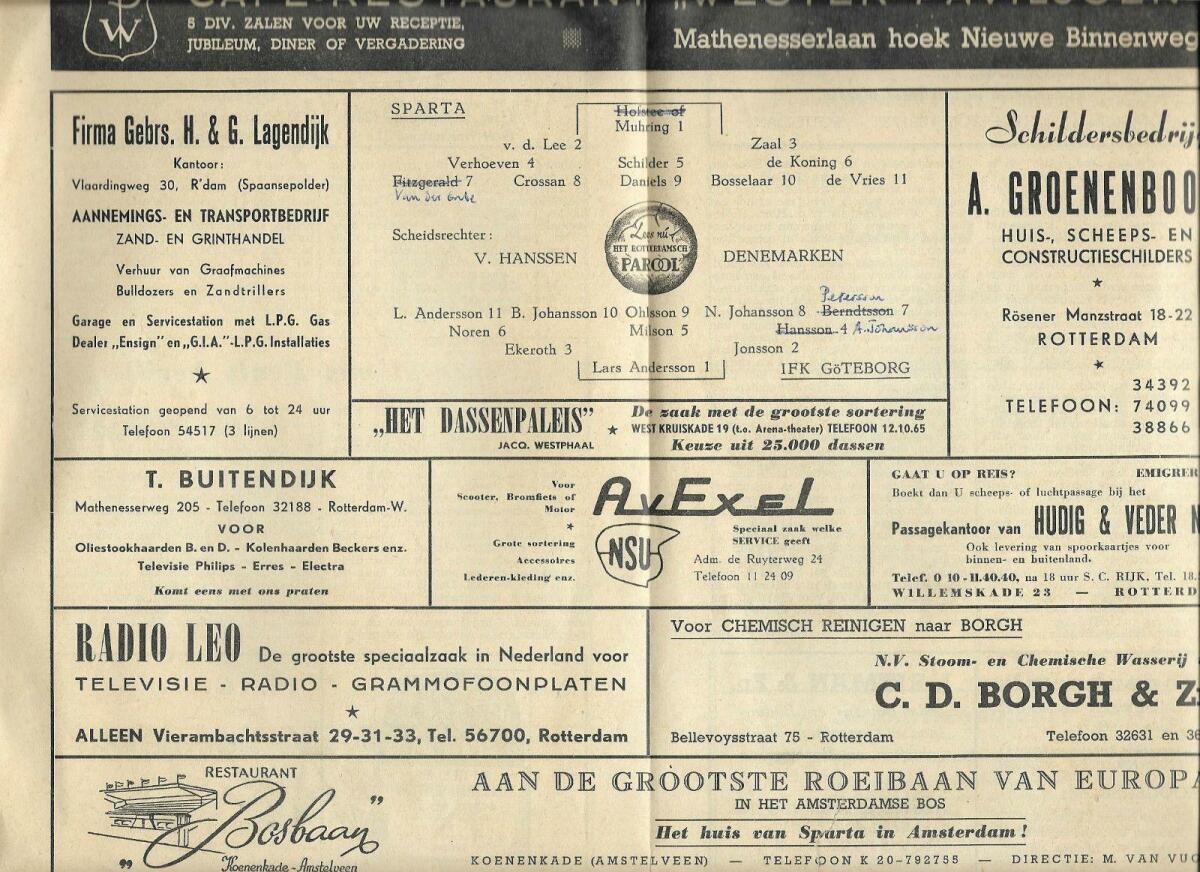 CAFÉ-RESTAURANT „WESTER PAVILJOEN
5 DIV. ZALEN VOOR UW RECEPTIE,
JUBILEUM, DINER OF VERGADERING
Mathenesserlaan hoek Nieuwe Binnenweg
Firma Gebrs. H. & G. Lagendijk
Kantoor:
Vlaardingweg 30, R'dam (Spaansepolder)
AANNEMINGS- EN TRANSPORTBEDRIJF
ZAND- EN GRINTHANDEL
Verhuur van Graafmachines
Bulldozers en Zandtrillers
Garage en Servicestation met L.P.G. Gas
Dealer „Ensign" en „G.I.A."-L.P.G. Installaties
Servicestation geopend van 6 tot 24 uur
Telefoon 54517 (3 lijnen)
SPARTA
Hofstee of
Muhring 1
v. d. Lee 2 Zaal 3
Verhoeven 4 Schilder 5 de Koning 6
Fitzgerald 7 Crossan 8 Daniels 9 Bosselaar 10 de Vries 11
Van der Gribe
Scheidsrechter:
V. HANSSEN DENEMARKEN
Lees nú
HET ROTTERDAMSCH
PAROOL
Peterson
L. Andersson 11 B. Johansson 10 Ohlsson 9 N. Johansson 8 Berndtsson 7
Noren 6 Milson 5 Hansson 4 A. Johansson
Ekeroth 3 Jonsson 2
Lars Andersson 1 IFK GöTEBORG
„HET DASSENPALEIS"
JACQ. WESTPHAAL
De zaak met de grootste sortering
WEST KRUISKADE 19 (t.o. Arena-theater) TELEFOON 12.10.65
Keuze uit 25.000 dassen
Schildersbedrij
A. GROENENBOO
HUIS-, SCHEEPS- EN
CONSTRUCTIESCHILDERS
Rösener Manzstraat 18-22
ROTTERDAM
34392
TELEFOON: 74099
38866
T. BUITENDIJK
Mathenesserweg 205 - Telefoon 32188 - Rotterdam-W.
VOOR
Oliestookhaarden B. en D. - Kolenhaarden Beckers enz.
Televisie Philips - Erres - Electra
Komt eens met ons praten
Voor
Scooter, Bromfiets of
Motor
Grote sortering
Accessoires
Lederen-kleding enz.
AvExel
NSU
Speciaal zaak welke
SERVICE geeft
Adm. de Ruyterweg 24
Telefoon 11 24 09
GAAT U OP REIS? EMIGRER
Boekt dan U scheeps- of luchtpassage bij het
Passagekantoor van HUDIG & VEDER N
Ook levering van spoorkaartjes voor
binnen- en buitenland.
Telef. 0 10-11.40.40, na 18 uur S. C. RIJK, Tel. 18.
WILLEMSKADE 23 — ROTTERD
RADIO LEO De grootste speciaalzaak in Nederland voor
TELEVISIE - RADIO - GRAMMOFOONPLATEN
ALLEEN Vierambachtsstraat 29-31-33, Tel. 56700, Rotterdam
Voor CHEMISCH REINIGEN naar BORGH
N.V. Stoom- en Chemische Wasserij
C. D. BORGH & Z
Bellevoysstraat 75 - Rotterdam Telefoon 32631 en 36
RESTAURANT
„Bosbaan"
Koenenkade - Amstelveen
AAN DE GROOTSTE ROEIBAAN VAN EUROPA
IN HET AMSTERDAMSE BOS
Het huis van Sparta in Amsterdam!
KOENENKADE (AMSTELVEEN) — TELEFOON K 20-792755 — DIRECTIE: M. VAN VUG